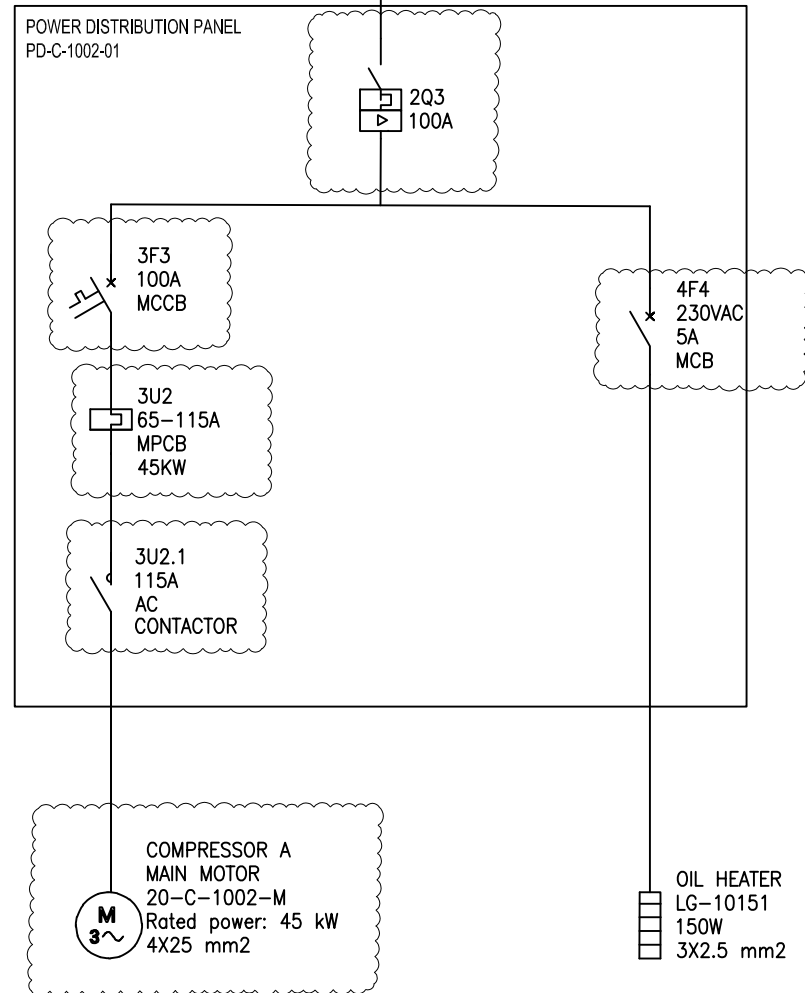 POWER DISTRIBUTION PANEL
PD-C-1002-01
2Q3
100A
3F3
100A
MCCB
4F4
230VAC
5A
MCB
3U2
65-115A
MPCB
45KW
3U2.1
115A
AC
CONTACTOR
COMPRESSOR A
MAIN MOTOR
20-C-1002-M
Rated power: 45 kW
4X25 mm2
M
3~
OIL HEATER
LG-10151
150W
3X2.5 mm2